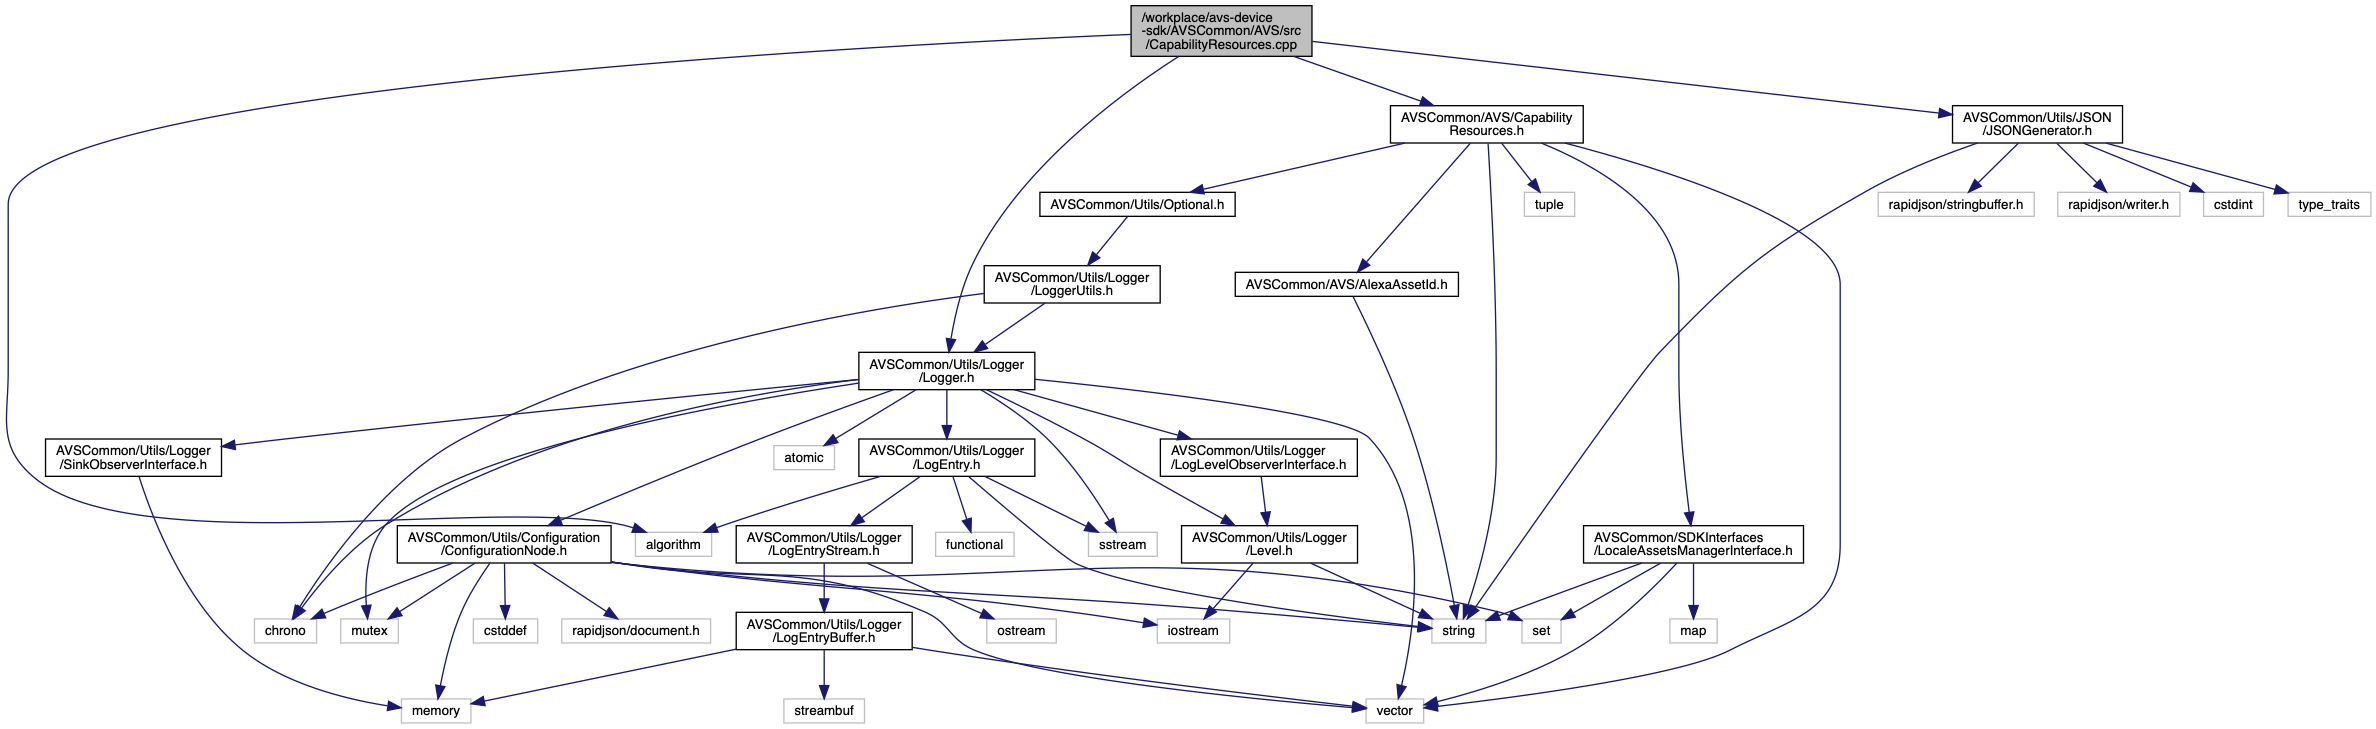 /workplace/avs-device
-sdk/AVSCommon/AVS/src
/CapabilityResources.cpp
AVSCommon/AVS/Capability
Resources.h
AVSCommon/Utils/JSON
/JSONGenerator.h
AVSCommon/Utils/Optional.h
tuple
rapidjson/stringbuffer.h
rapidjson/writer.h
cstdint
type_traits
AVSCommon/Utils/Logger
/LoggerUtils.h
AVSCommon/AVS/AlexaAssetId.h
AVSCommon/Utils/Logger
/Logger.h
AVSCommon/Utils/Logger
/SinkObserverInterface.h
atomic
AVSCommon/Utils/Logger
/LogEntry.h
AVSCommon/Utils/Logger
/LogLevelObserverInterface.h
AVSCommon/Utils/Configuration
/ConfigurationNode.h
algorithm
AVSCommon/Utils/Logger
/LogEntryStream.h
functional
sstream
AVSCommon/Utils/Logger
/Level.h
AVSCommon/SDKInterfaces
/LocaleAssetsManagerInterface.h
chrono
mutex
cstddef
rapidjson/document.h
AVSCommon/Utils/Logger
/LogEntryBuffer.h
ostream
iostream
string
set
map
memory
streambuf
vector